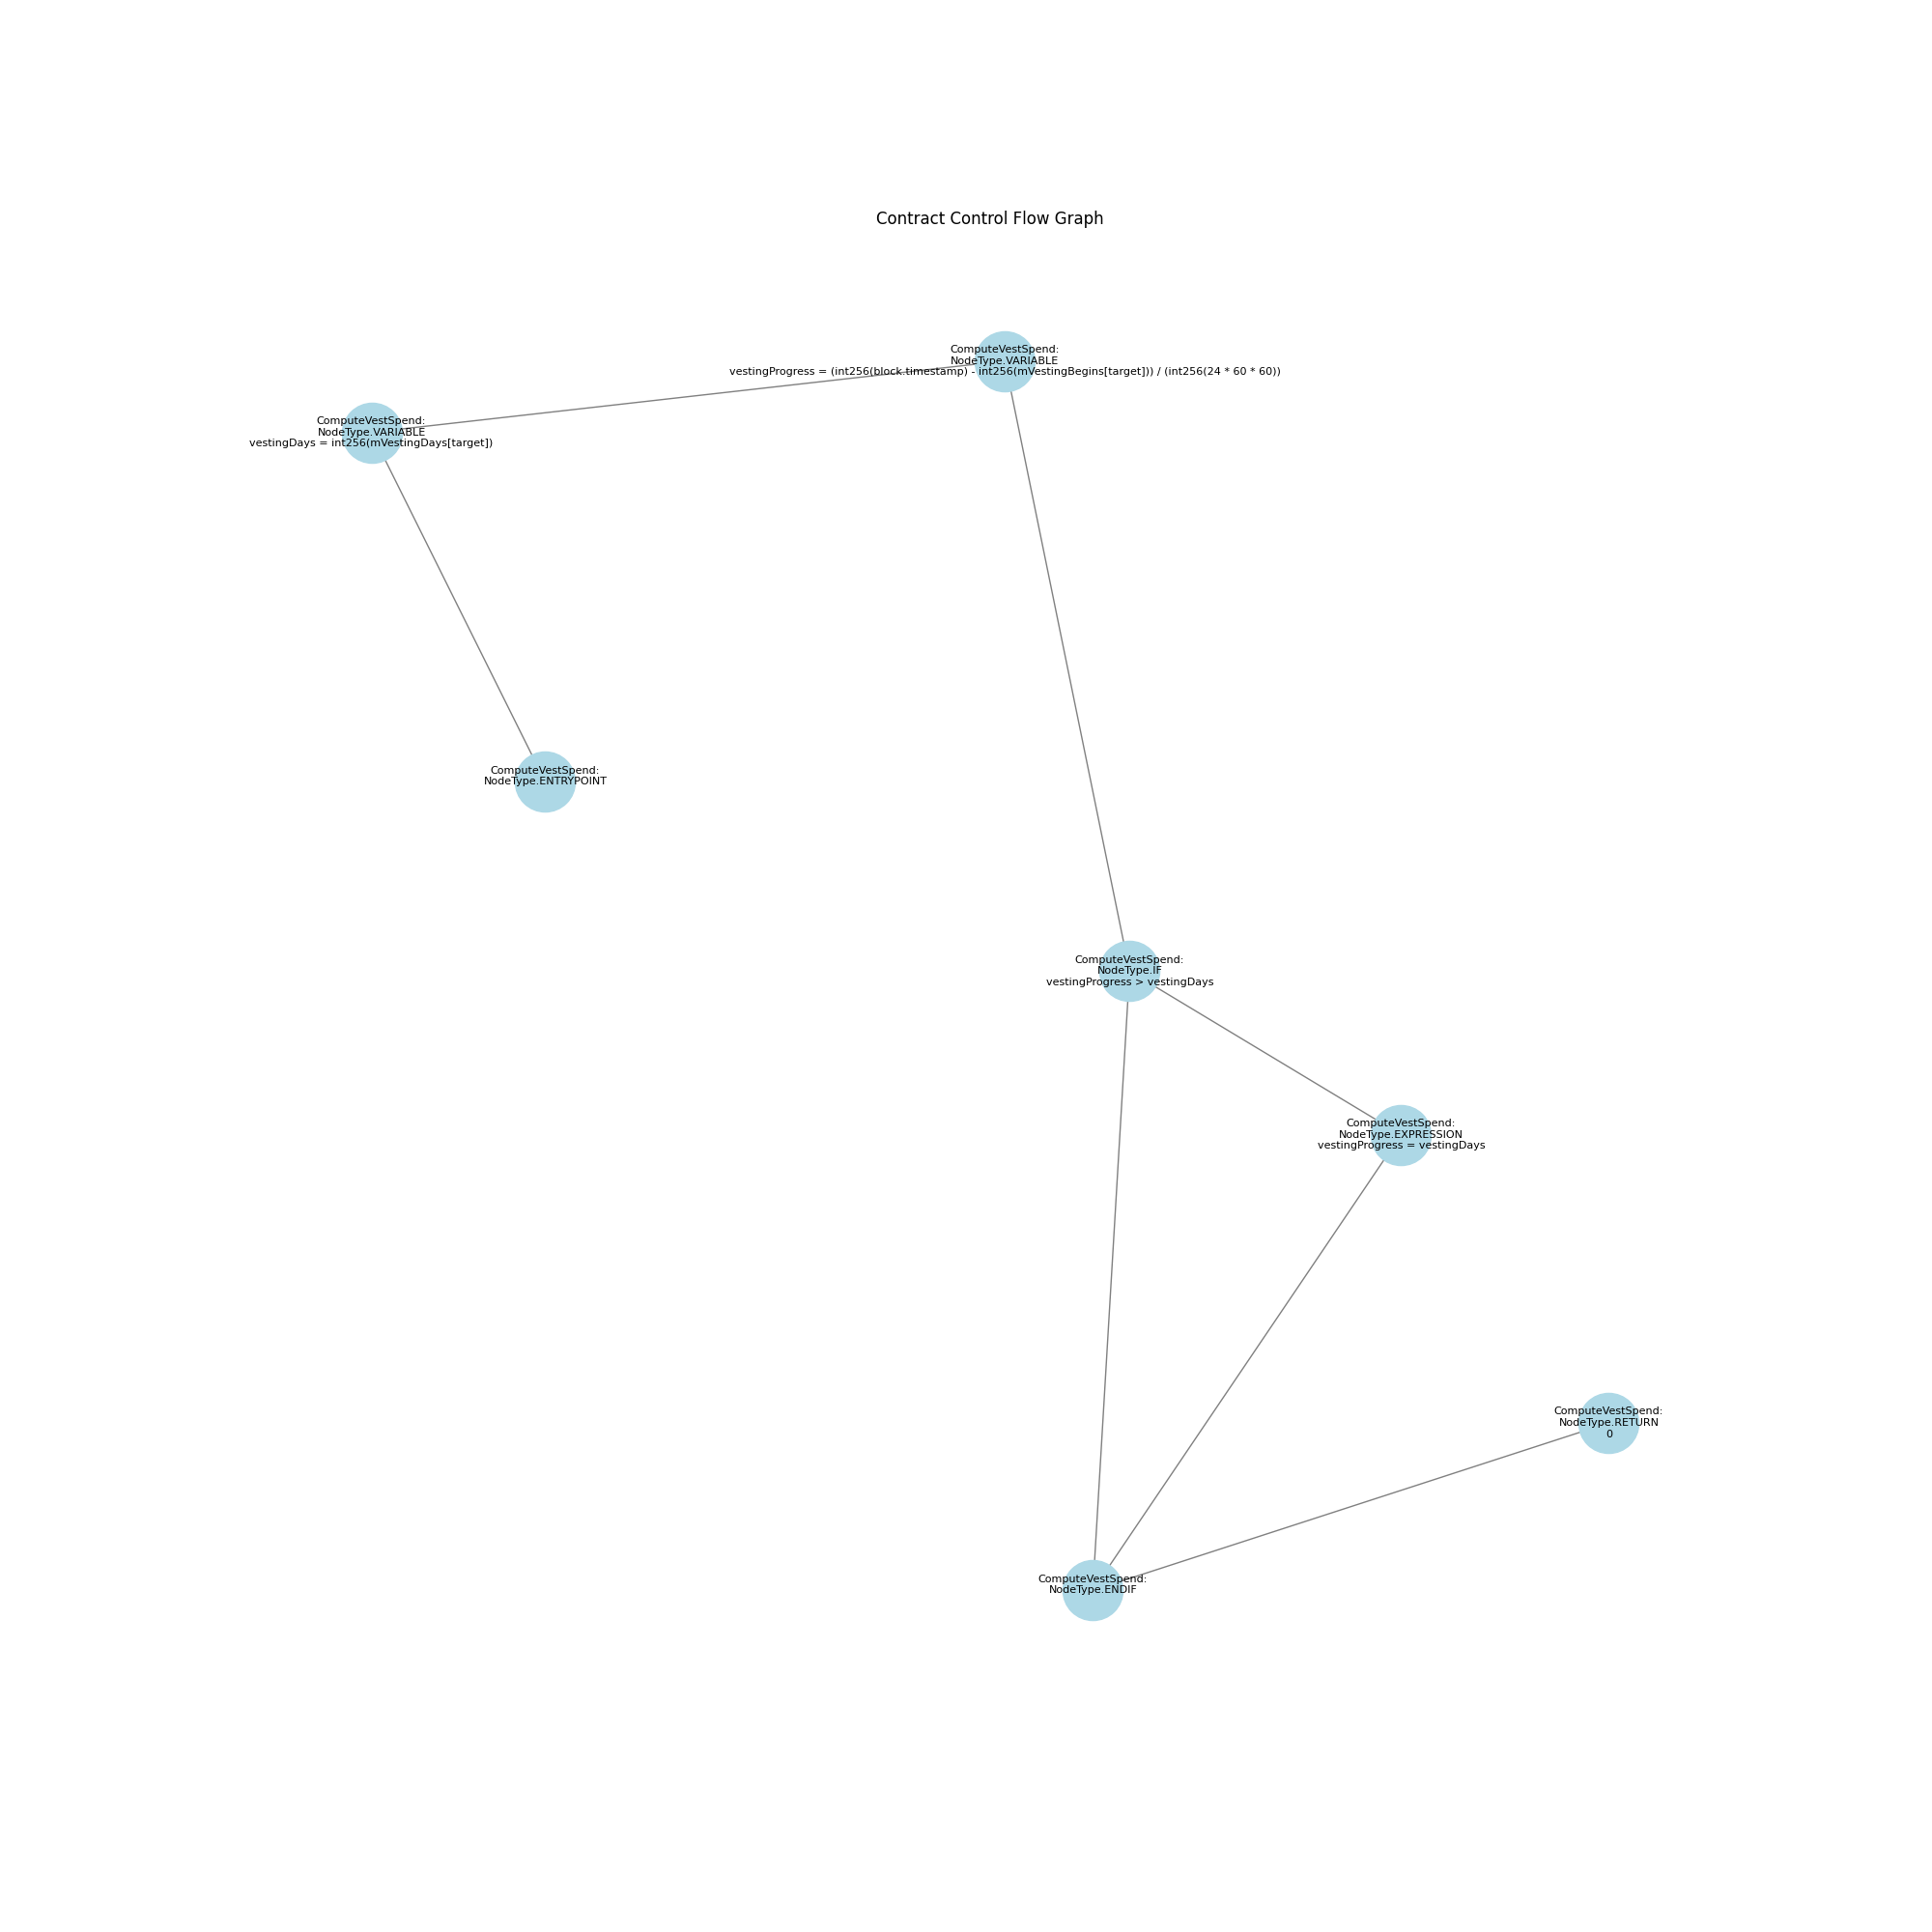 Contract Control Flow Graph
ComputeVestSpend:
NodeType.VARIABLE
vestingProgress = (int256(block.timestamp) - int256(mVestingBegins[target])) / (int256(24 * 60 * 60))
ComputeVestSpend:
NodeType.VARIABLE
vestingDays = int256(mVestingDays[target])
ComputeVestSpend:
NodeType.ENTRYPOINT
ComputeVestSpend:
NodeType.IF
vestingProgress > vestingDays
ComputeVestSpend:
NodeType.EXPRESSION
vestingProgress = vestingDays
ComputeVestSpend:
NodeType.RETURN
0
ComputeVestSpend:
NodeType.ENDIF